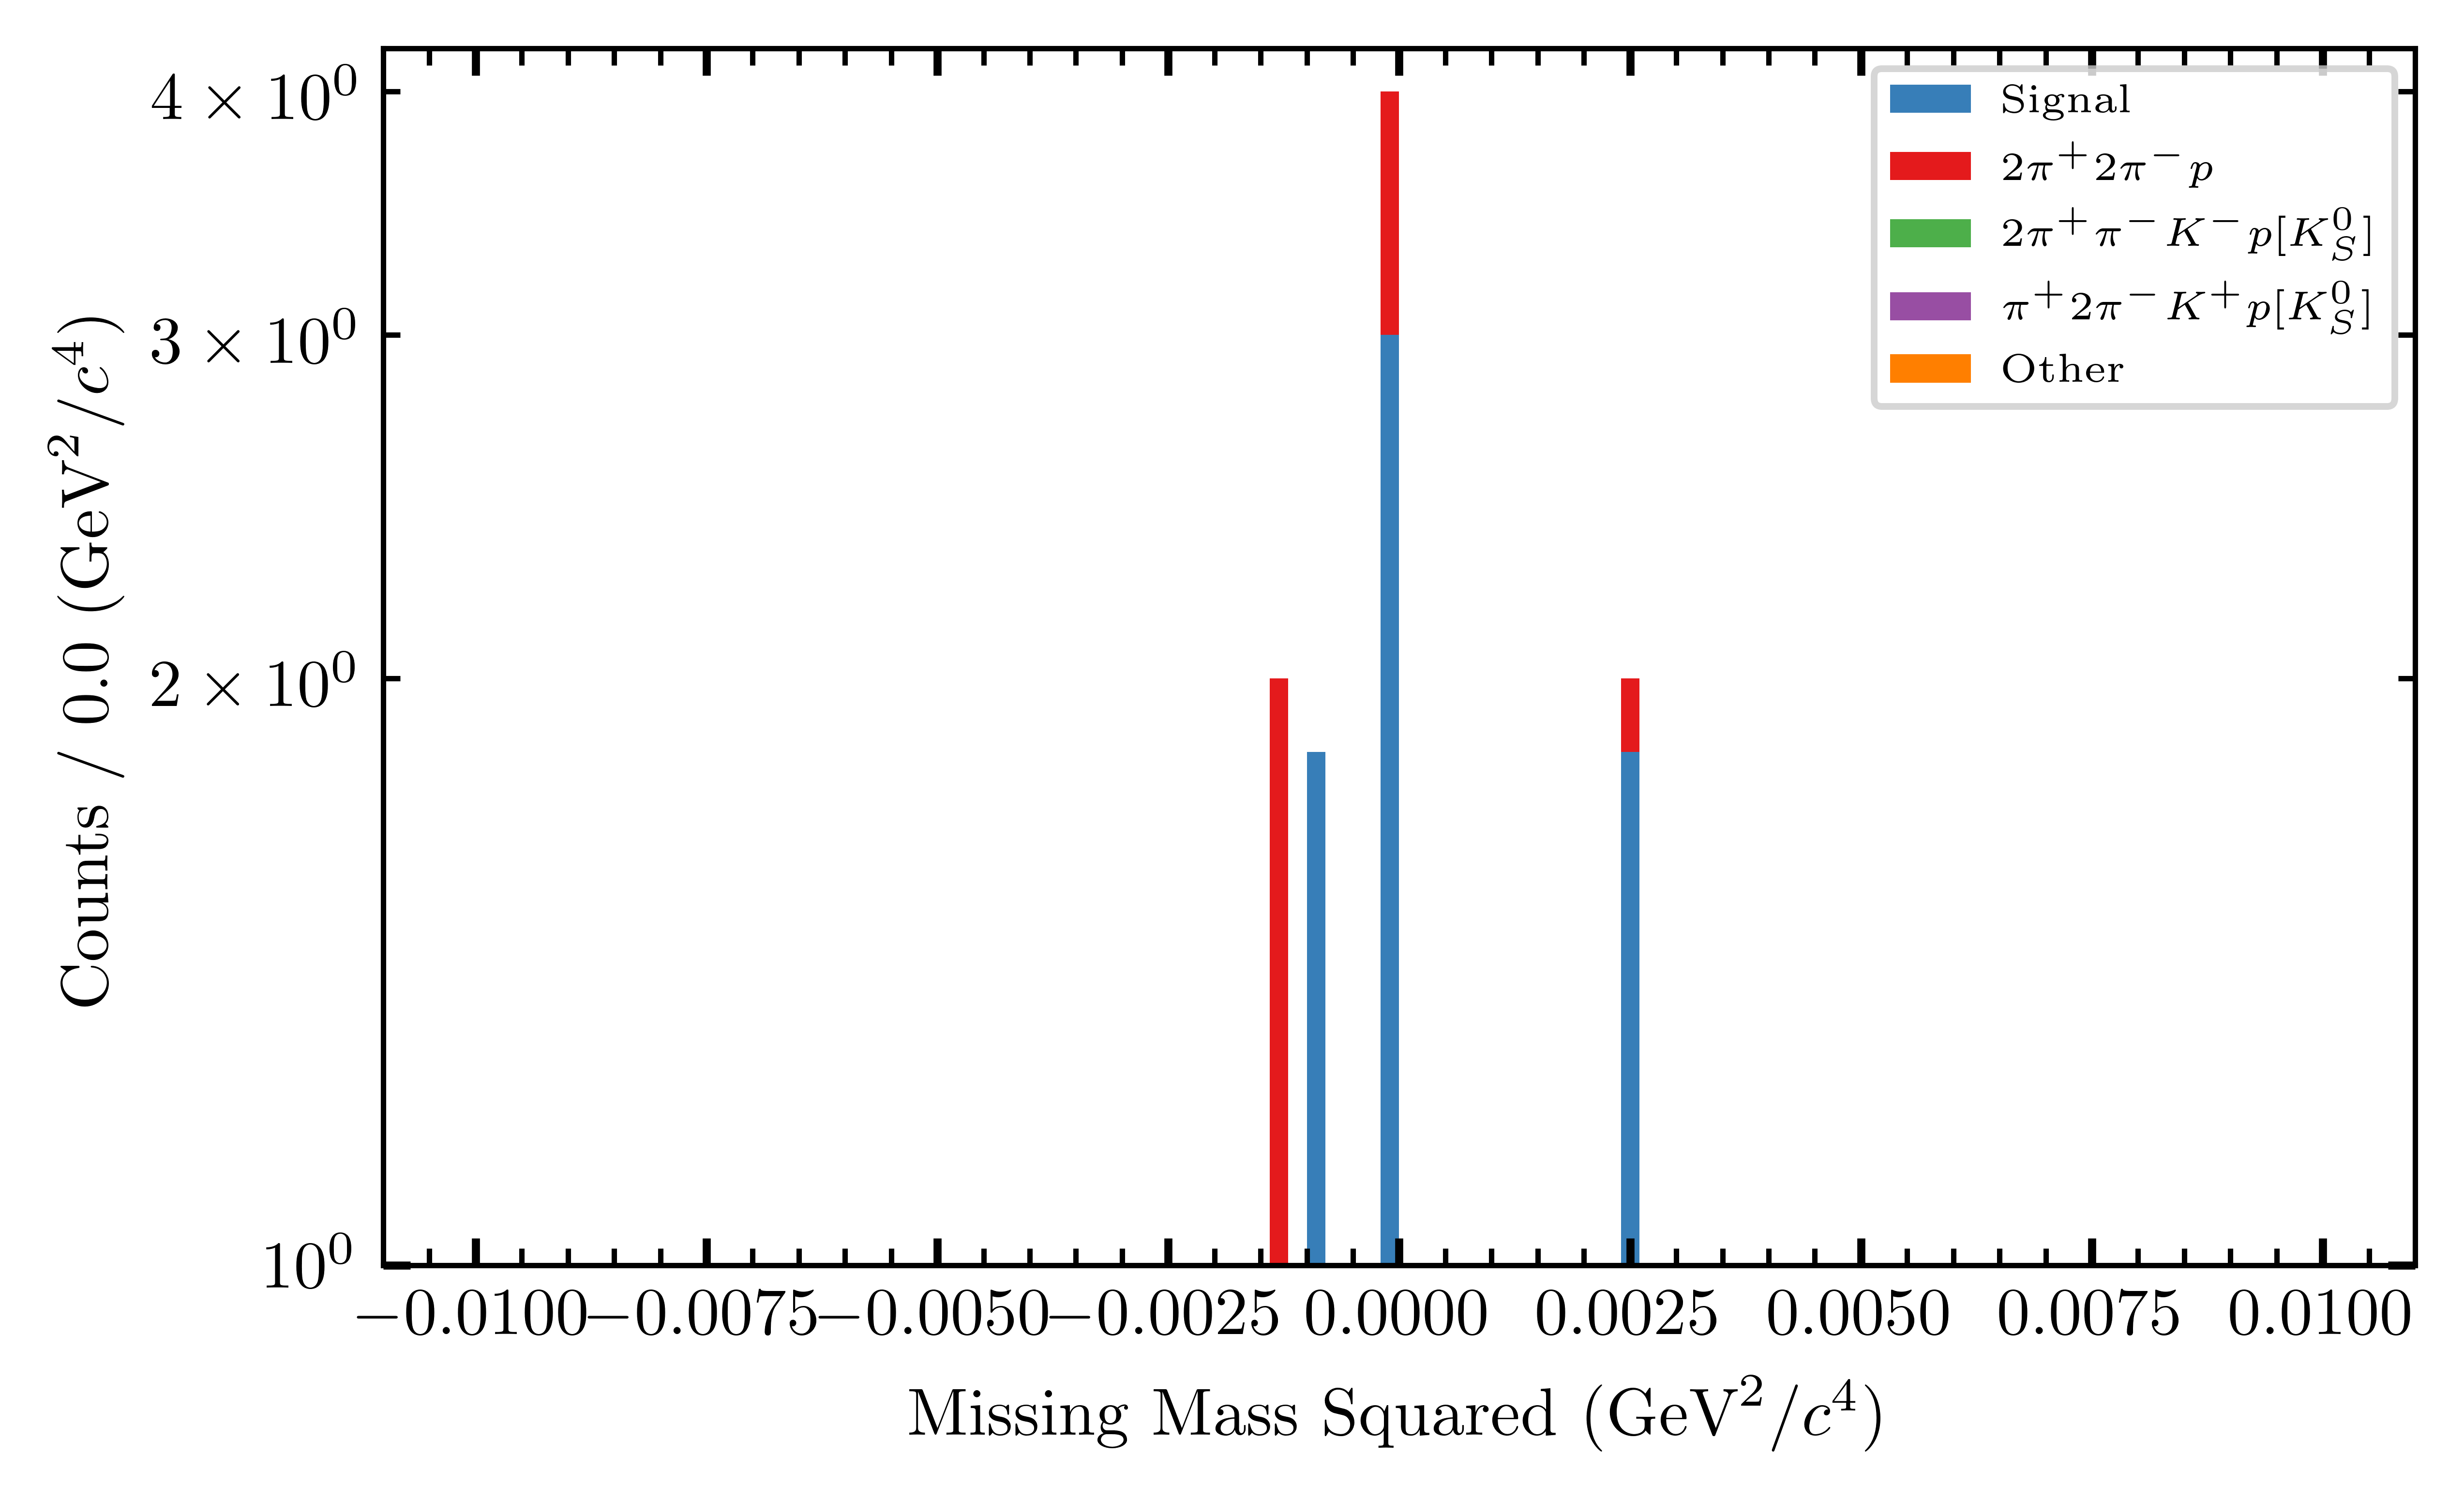 Counts / 0.0 (GeV²/c⁴)
4 × 10⁰
3 × 10⁰
2 × 10⁰
10⁰
Signal
2π⁺2π⁻p
2π⁺π⁻K⁻p[K⁰_S]
π⁺2π⁻K⁺p[K⁰_S]
Other
−0.0100 −0.0075 −0.0050 −0.0025 0.0000 0.0025 0.0050 0.0075 0.0100
Missing Mass Squared (GeV²/c⁴)